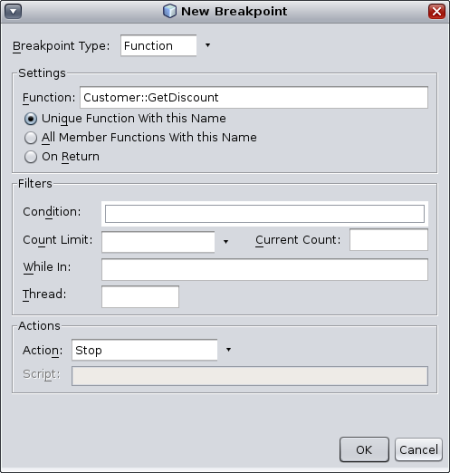 New Breakpoint
Breakpoint Type: Function
Settings
Function: Customer::GetDiscount
Unique Function With this Name
All Member Functions With this Name
On Return
Filters
Condition:
Count Limit: Current Count:
While In:
Thread:
Actions
Action: Stop
Script:
OK Cancel